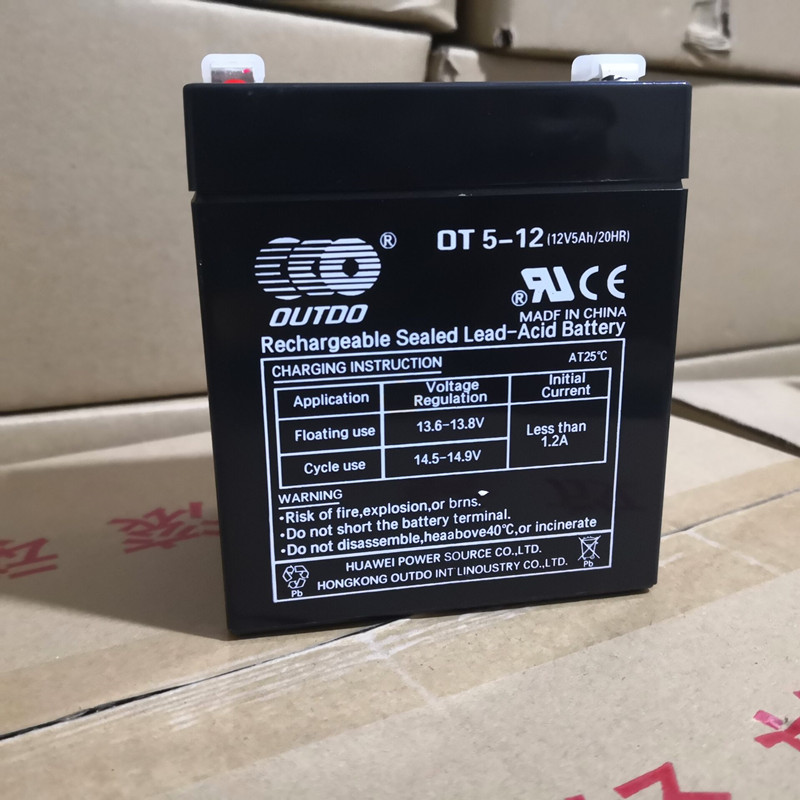 OT 5-12 (12V5Ah/20HR)
®
OUTDO
® RU CE
MADE IN CHINA
Rechargeable Sealed Lead-Acid Battery
CHARGING INSTRUCTION AT25℃
Application Voltage Regulation Initial Current
Floating use 13.6-13.8V Less than 1.2A
Cycle use 14.5-14.9V
WARNING
·Risk of fire,explosion,or brns.
·Do not short the battery terminal.
·Do not disassemble,heaabove40℃,or incinerate
HUAWEI POWER SOURCE CO.,LTD.
HONGKONG OUTDO INT LINOUSTRY CO.,LTD.
Pb
Pb